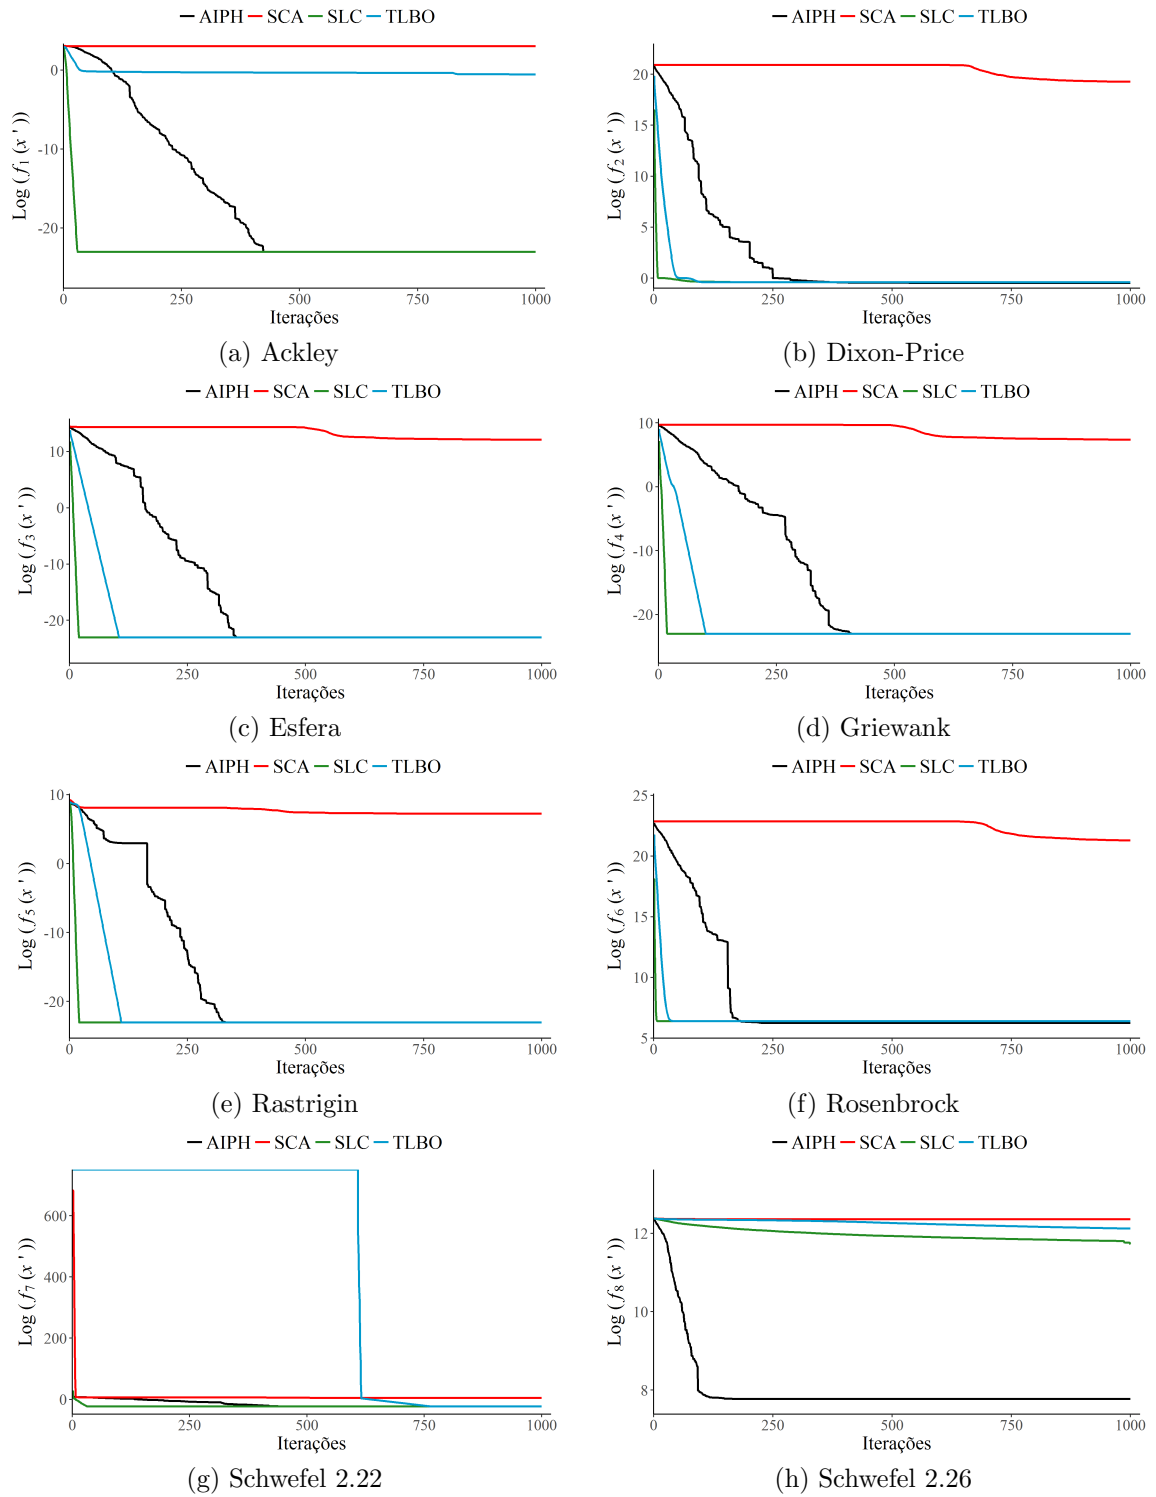 AIPH SCA SLC TLBO
Log ( f1 ( x ' ))
0
-10
-20
0 250 500 750 1000
Iterações
(a) Ackley
AIPH SCA SLC TLBO
Log ( f2 ( x ' ))
20
15
10
5
0
0 250 500 750 1000
Iterações
(b) Dixon-Price
AIPH SCA SLC TLBO
Log ( f3 ( x ' ))
10
0
-10
-20
0 250 500 750 1000
Iterações
(c) Esfera
AIPH SCA SLC TLBO
Log ( f4 ( x ' ))
10
0
-10
-20
0 250 500 750 1000
Iterações
(d) Griewank
AIPH SCA SLC TLBO
Log ( f5 ( x ' ))
10
0
-10
-20
0 250 500 750 1000
Iterações
(e) Rastrigin
AIPH SCA SLC TLBO
Log ( f6 ( x ' ))
25
20
15
10
5
0 250 500 750 1000
Iterações
(f) Rosenbrock
AIPH SCA SLC TLBO
Log ( f7 ( x ' ))
600
400
200
0
0 250 500 750 1000
Iterações
(g) Schwefel 2.22
AIPH SCA SLC TLBO
Log ( f8 ( x ' ))
12
10
8
0 250 500 750 1000
Iterações
(h) Schwefel 2.26